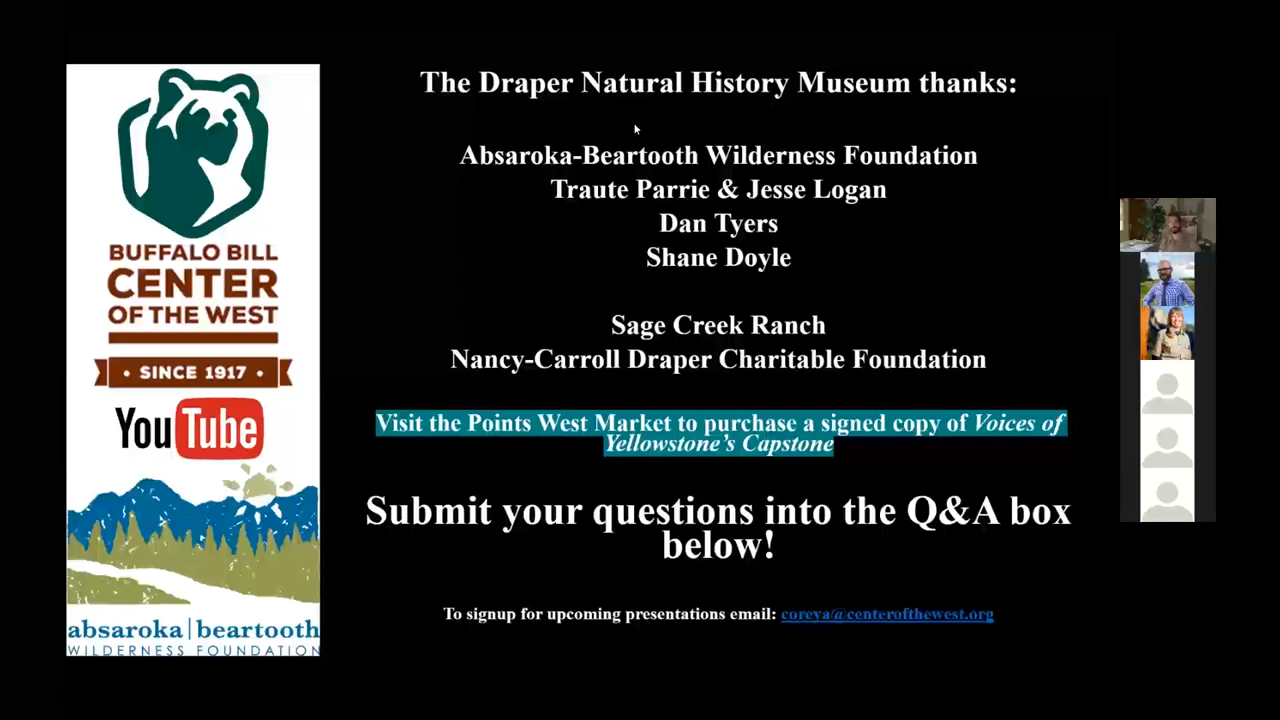 BUFFALO BILL
CENTER
OF THE WEST
• SINCE 1917 •
YouTube
absaroka|beartooth
WILDERNESS FOUNDATION
The Draper Natural History Museum thanks:
Absaroka-Beartooth Wilderness Foundation
Traute Parrie & Jesse Logan
Dan Tyers
Shane Doyle
Sage Creek Ranch
Nancy-Carroll Draper Charitable Foundation
Visit the Points West Market to purchase a signed copy of Voices of
Yellowstone’s Capstone
Submit your questions into the Q&A box
below!
To signup for upcoming presentations email: coreya@centerofthewest.org